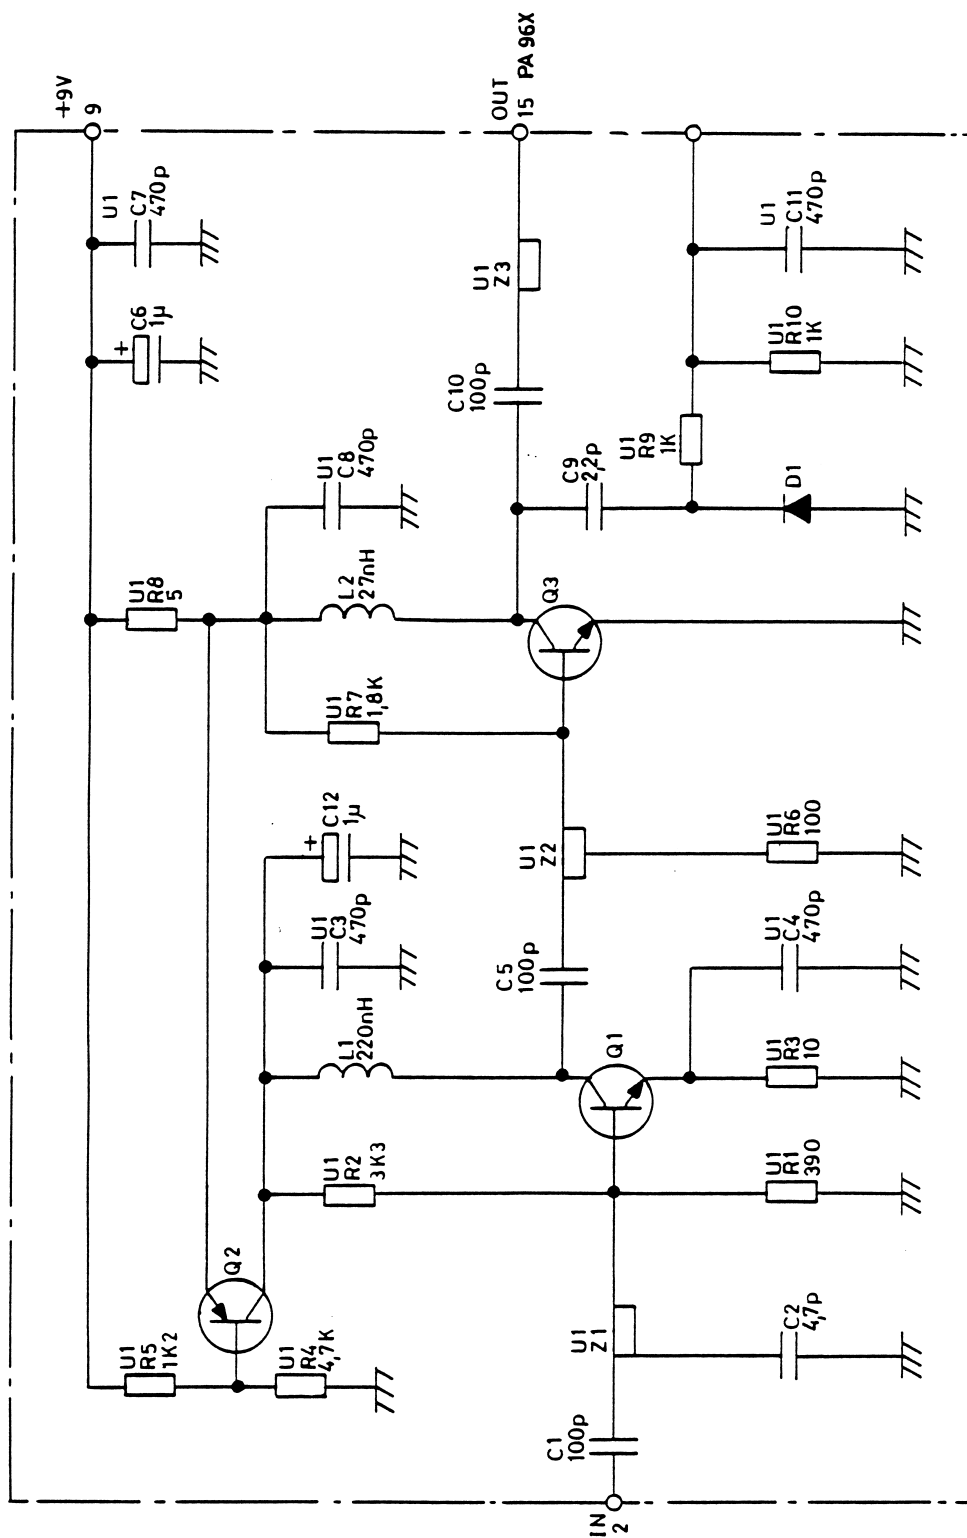 +9V
9
U1
C7
470p
C6
1µ
+
OUT
15 PA 96X
U1
Z3
C10
100p
U1
C11
470p
U1
R10
1K
U1
R9
1K
C9
2,2p
D1
U1
R8
5
U1
C8
470p
L2
27nH
Q3
U1
R7
1,8K
+
C12
1µ
U1
C3
470p
U1
Z2
U1
R6
100
C5
100p
U1
C4
470p
L1
220nH
Q1
U1
R3
10
U1
R2
3K3
U1
R1
390
Q2
U1
R5
1K2
U1
R4
4,7K
U1
Z1
C2
4,7p
C1
100p
IN
2